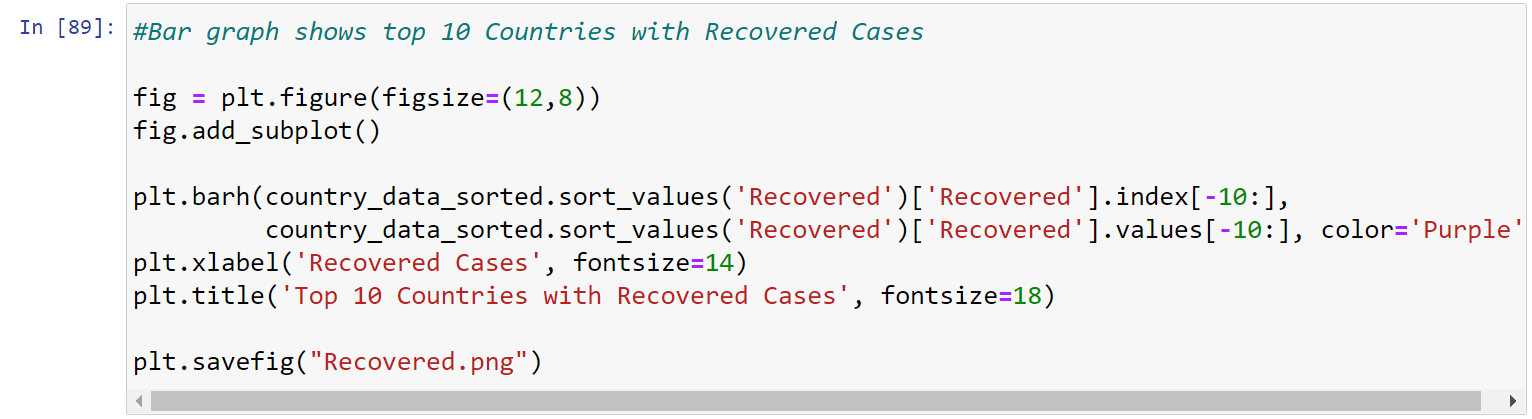 In [89]:
#Bar graph shows top 10 Countries with Recovered Cases
fig = plt.figure(figsize=(12,8))
fig.add_subplot()
plt.barh(country_data_sorted.sort_values('Recovered')['Recovered'].index[-10:],
country_data_sorted.sort_values('Recovered')['Recovered'].values[-10:], color='Purple'
plt.xlabel('Recovered Cases', fontsize=14)
plt.title('Top 10 Countries with Recovered Cases', fontsize=18)
plt.savefig("Recovered.png")